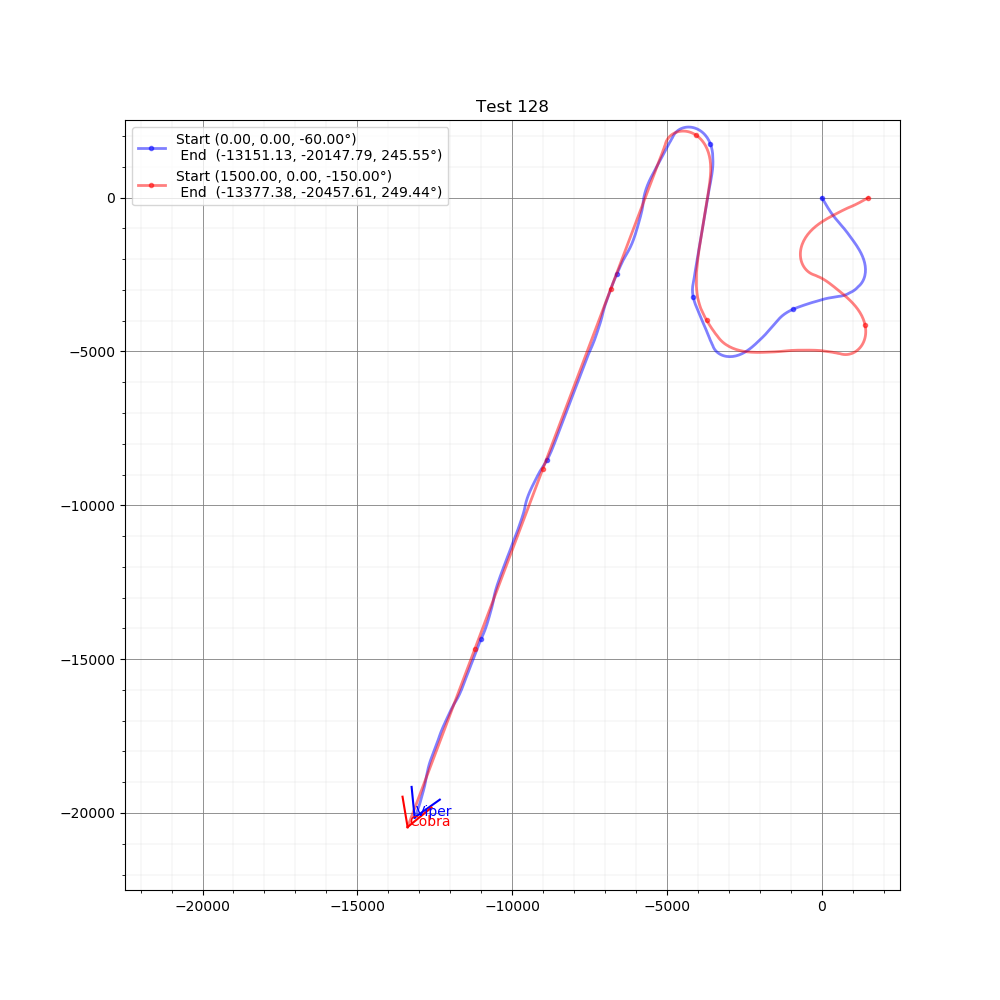 Test 128
Start (0.00, 0.00, -60.00°)
End  (-13151.13, -20147.79, 245.55°)
Start (1500.00, 0.00, -150.00°)
End  (-13377.38, -20457.61, 249.44°)
0
−5000
−10000
−15000
−20000
Viper
Cobra
−20000
−15000
−10000
−5000
0